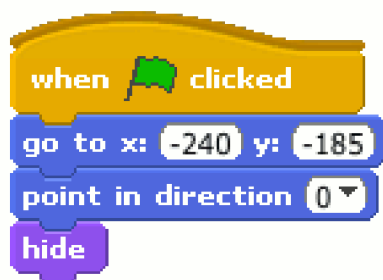 when clicked
go to x: -240 y: -185
point in direction 0
hide